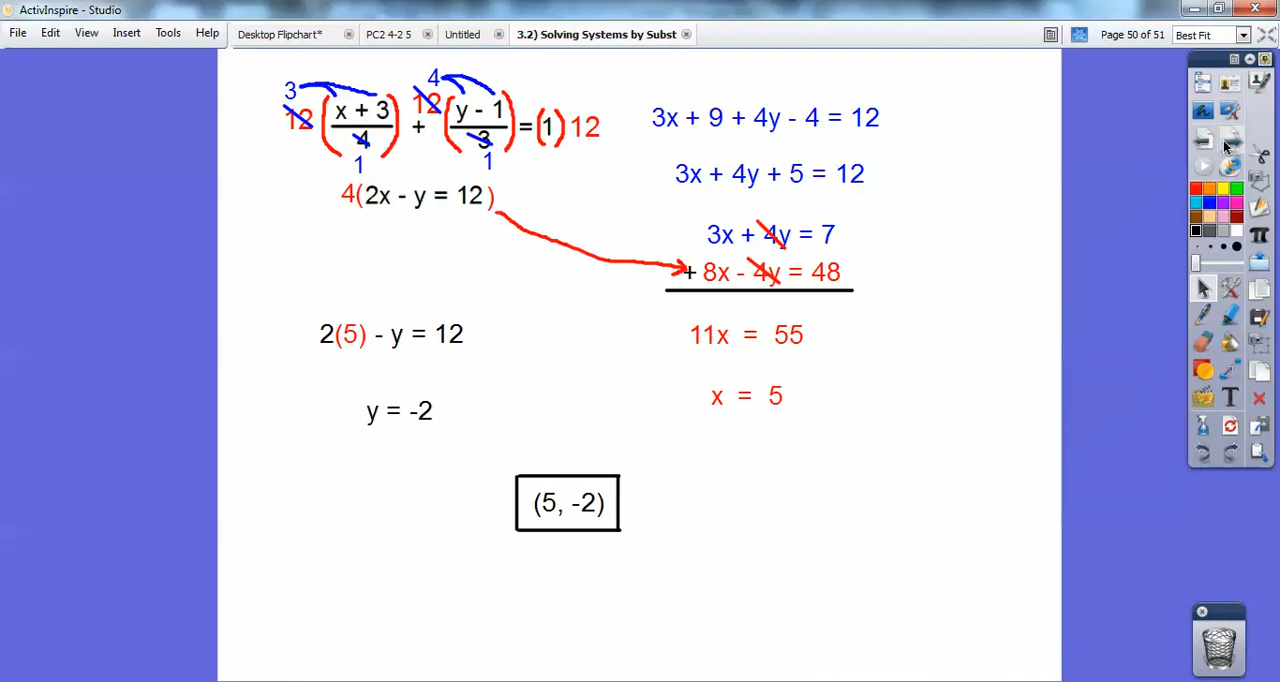 ActivInspire - Studio
File Edit View Insert Tools Help Desktop Flipchart* PC2 4-2 5 Untitled 3.2) Solving Systems by Subst Page 50 of 51 Best Fit
3 4
12 ( x + 3 / 4 ) + 12 ( y - 1 / 3 ) = (1) 12
1 1
4(2x - y = 12)
2(5) - y = 12
y = -2
3x + 9 + 4y - 4 = 12
3x + 4y + 5 = 12
3x + 4y = 7
+ 8x - 4y = 48
11x = 55
x = 5
(5, -2)